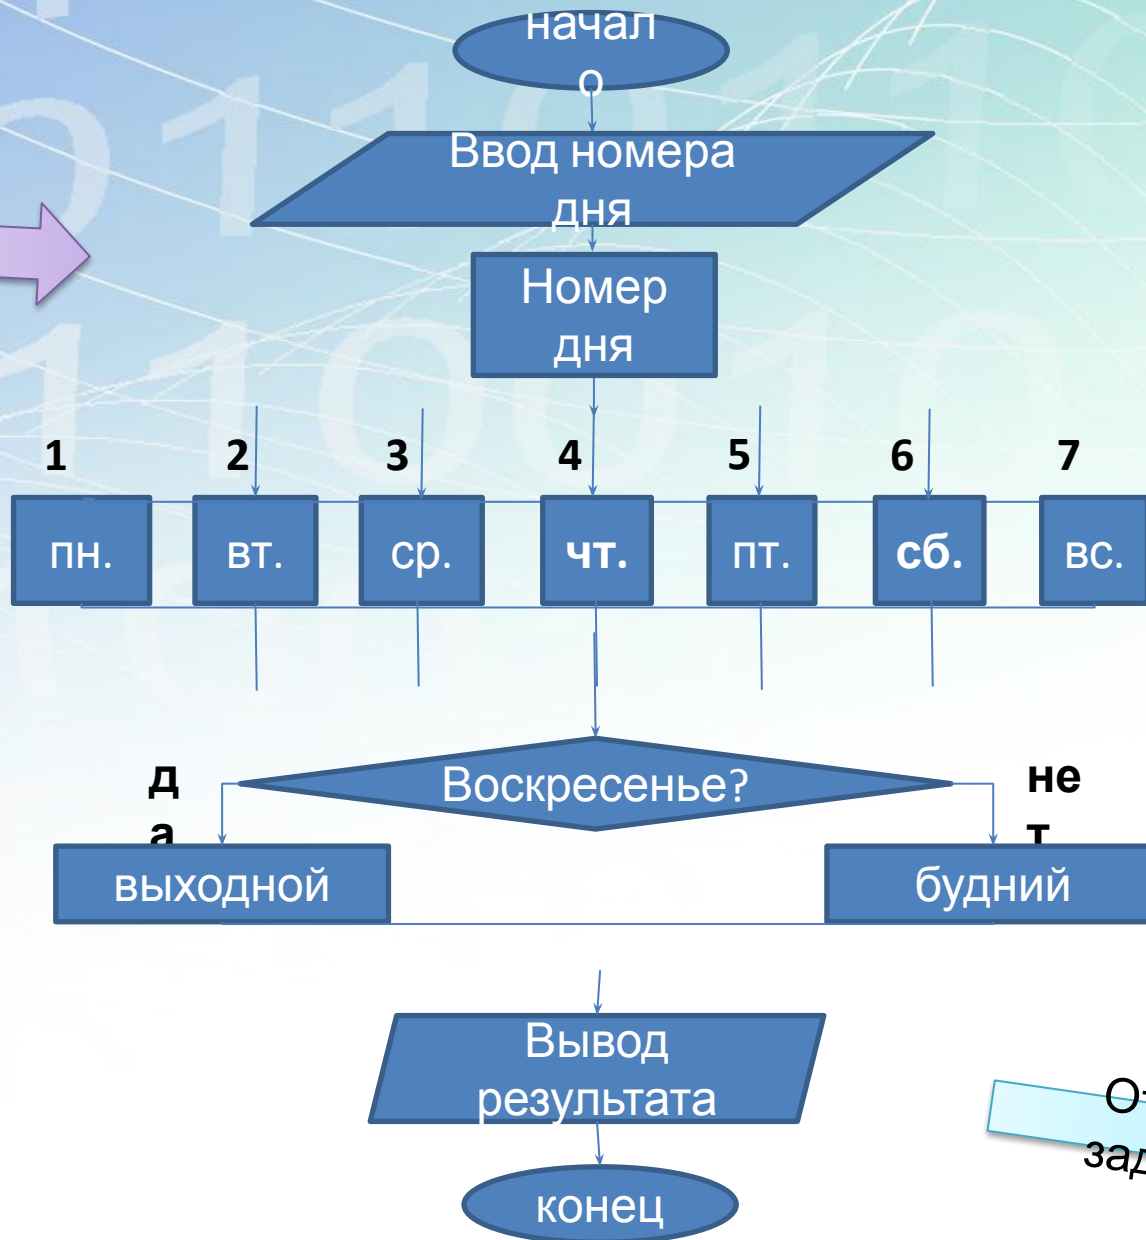 начал
о
Ввод номера
дня
Номер
дня
1 2 3 4 5 6 7
пн. вт. ср. чт. пт. сб. вс.
Воскресенье?
д
а
не
т
выходной будний
Вывод
результата
конец